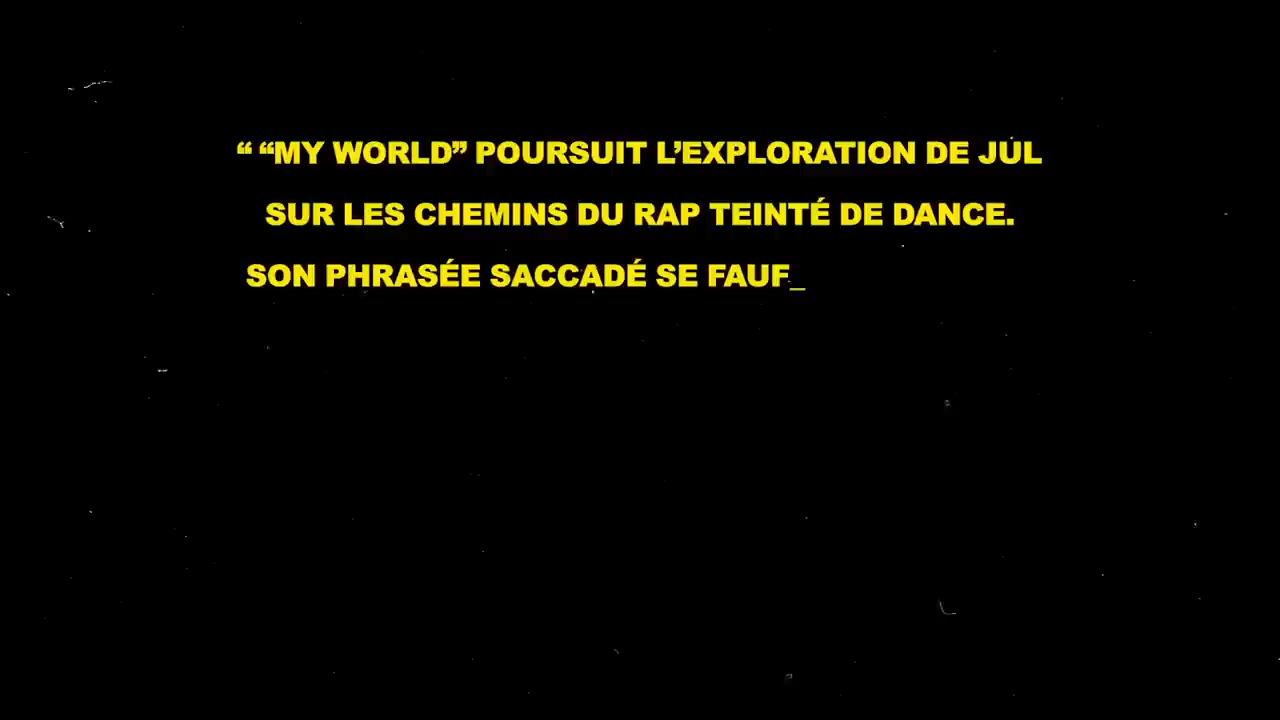 “ “MY WORLD” POURSUIT L’EXPLORATION DE JUL
SUR LES CHEMINS DU RAP TEINTÉ DE DANCE.
SON PHRASÉE SACCADÉ SE FAUF_